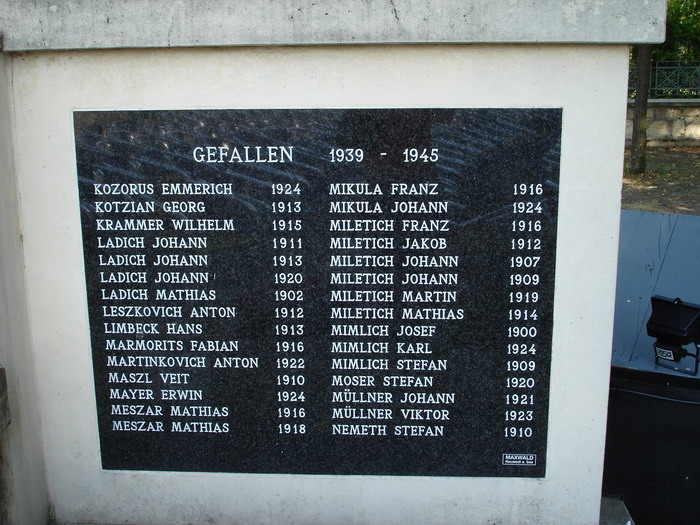 GEFALLEN 1939 - 1945
KOZORUS EMMERICH 1924
KOTZIAN GEORG 1913
KRAMMER WILHELM 1915
LADICH JOHANN 1911
LADICH JOHANN 1913
LADICH JOHANN 1920
LADICH MATHIAS 1902
LESZKOVICH ANTON 1912
LIMBECK HANS 1913
MARMORITS FABIAN 1916
MARTINKOVICH ANTON 1922
MASZL VEIT 1910
MAYER ERWIN 1924
MESZAR MATHIAS 1916
MESZAR MATHIAS 1918
MIKULA FRANZ 1916
MIKULA JOHANN 1924
MILETICH FRANZ 1916
MILETICH JAKOB 1912
MILETICH JOHANN 1907
MILETICH JOHANN 1909
MILETICH MARTIN 1919
MILETICH MATHIAS 1914
MIMLICH JOSEF 1900
MIMLICH KARL 1924
MIMLICH STEFAN 1909
MOSER STEFAN 1920
MÜLLNER JOHANN 1921
MÜLLNER VIKTOR 1923
NEMETH STEFAN 1910
MAXWALD
Neusiedl a. See